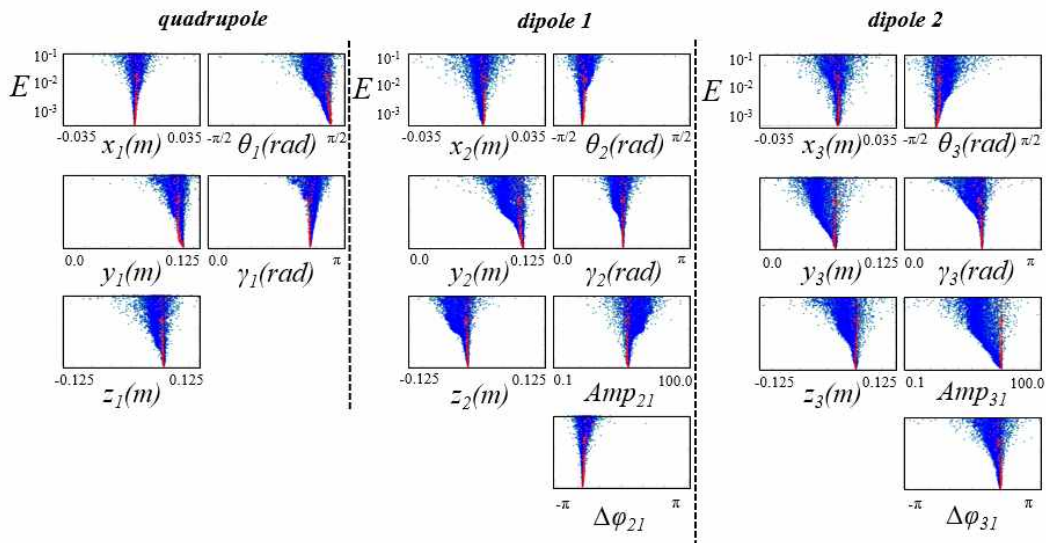 quadrupole dipole 1 dipole 2
E 10⁻¹ 10⁻² 10⁻³
-0.035 0.035 -π/2 π/2
x₁(m) θ₁(rad)
0.0 0.125 π
y₁(m) γ₁(rad)
-0.125 0.125
z₁(m)
E 10⁻¹ 10⁻² 10⁻³
-0.035 0.035 -π/2 π/2
x₂(m) θ₂(rad)
0.0 0.125 0.0 π
y₂(m) γ₂(rad)
-0.125 0.125 0.1 100.0
z₂(m) Amp₂₁
-π π
Δφ₂₁
E 10⁻¹ 10⁻² 10⁻³
-0.035 0.035 -π/2 π/2
x₃(m) θ₃(rad)
0.0 0.125 0.0 π
y₃(m) γ₃(rad)
-0.125 0.125 0.1 100.0
z₃(m) Amp₃₁
-π π
Δφ₃₁